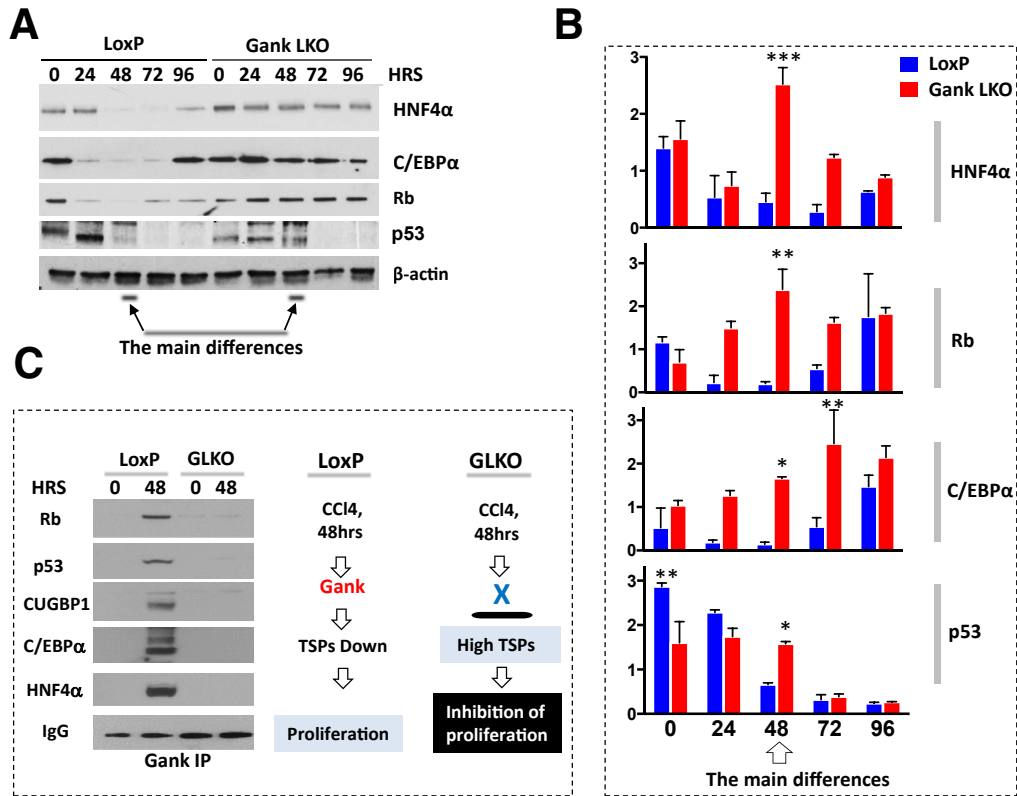 A
LoxP Gank LKO
0 24 48 72 96 0 24 48 72 96 HRS
HNF4α
C/EBPα
Rb
p53
β-actin
The main differences
B
LoxP
Gank LKO
***
3
2
1
0
HNF4α
**
3
2
1
0
Rb
**
*
3
2
1
0
C/EBPα
**
*
3
2
1
0
p53
0 24 48 72 96
The main differences
C
LoxP GLKO
HRS 0 48 0 48
Rb
p53
CUGBP1
C/EBPα
HNF4α
IgG
Gank IP
LoxP
CCl4,
48hrs
Gank
TSPs Down
Proliferation
GLKO
CCl4,
48hrs
X
High TSPs
Inhibition of
proliferation